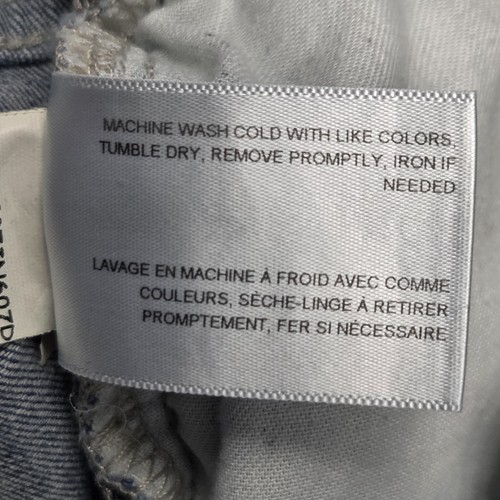 MACHINE WASH COLD WITH LIKE COLORS,
TUMBLE DRY, REMOVE PROMPTLY, IRON IF
NEEDED
LAVAGE EN MACHINE À FROID AVEC COMME
COULEURS, SÈCHE-LINGE À RETIRER
PROMPTEMENT, FER SI NÉCESSAIRE